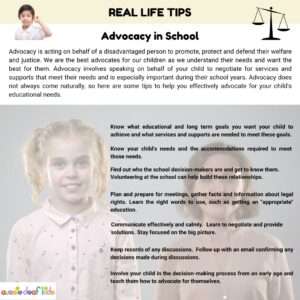 REAL LIFE TIPS
Advocacy in School
Advocacy is acting on behalf of a disadvantaged person to promote, protect and defend their welfare
and justice. We are the best advocates for our children as we understand their needs and want the
best for them. Advocacy involves speaking on behalf of your child to negotiate for services and
supports that meet their needs and is especially important during their school years. Advocacy does
not always come naturally, so here are some tips to help you effectively advocate for your child's
educational needs.
Know what educational and long term goals you want your child to
achieve and what services and supports are needed to meet those goals.
Know your child's needs and the accommodations required to meet
those needs.
Find out who the school decision-makers are and get to know them.
Volunteering at the school can help build these relationships.
Plan and prepare for meetings, gather facts and information about legal
rights. Learn the right words to use, such as getting an "appropriate"
education.
Communicate effectively and calmly. Learn to negotiate and provide
solutions. Stay focused on the big picture.
Keep records of any discussions. Follow up with an email confirming any
decisions made during discussions.
Involve your child in the decision-making process from an early age and
teach them how to advocate for themselves.
aussie deaf kids